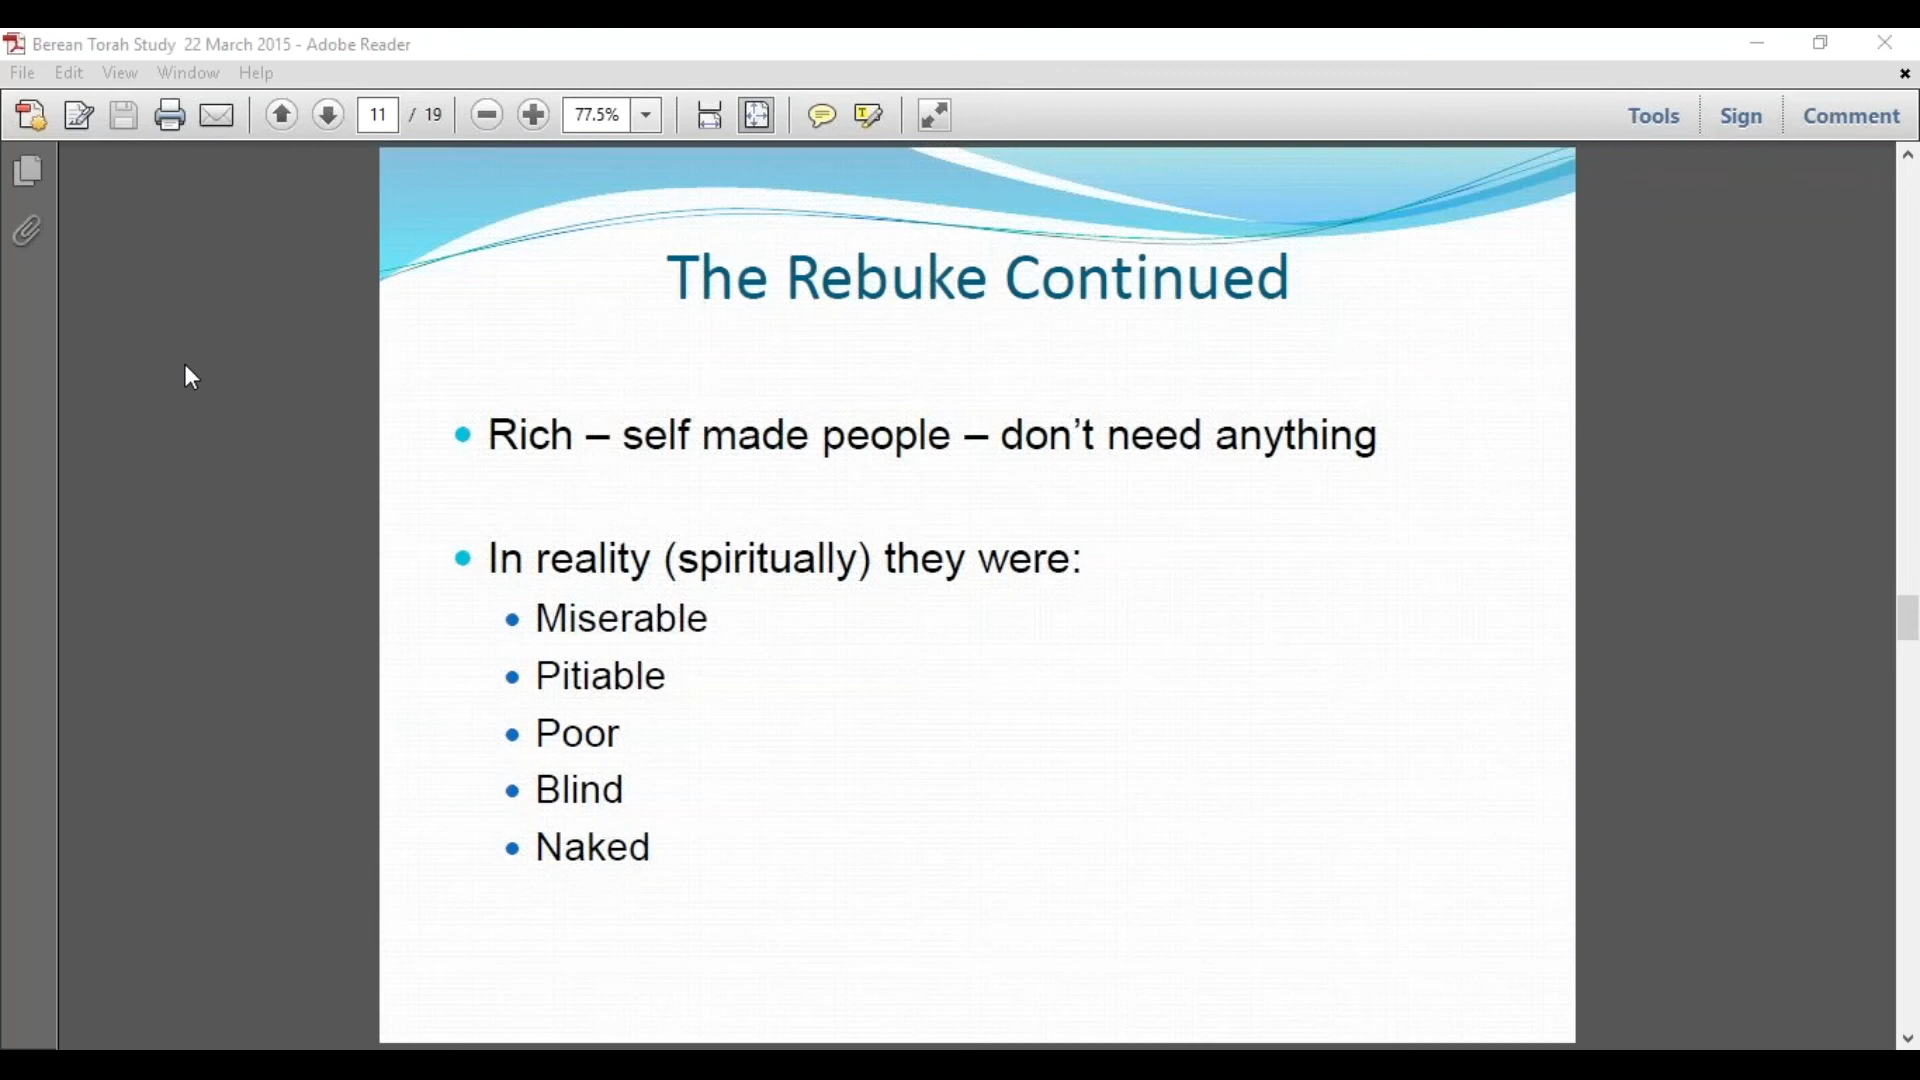 Berean Torah Study 22 March 2015 - Adobe Reader
File Edit View Window Help
11 / 19 77.5% Tools Sign Comment
The Rebuke Continued
• Rich – self made people – don’t need anything
• In reality (spiritually) they were:
• Miserable
• Pitiable
• Poor
• Blind
• Naked